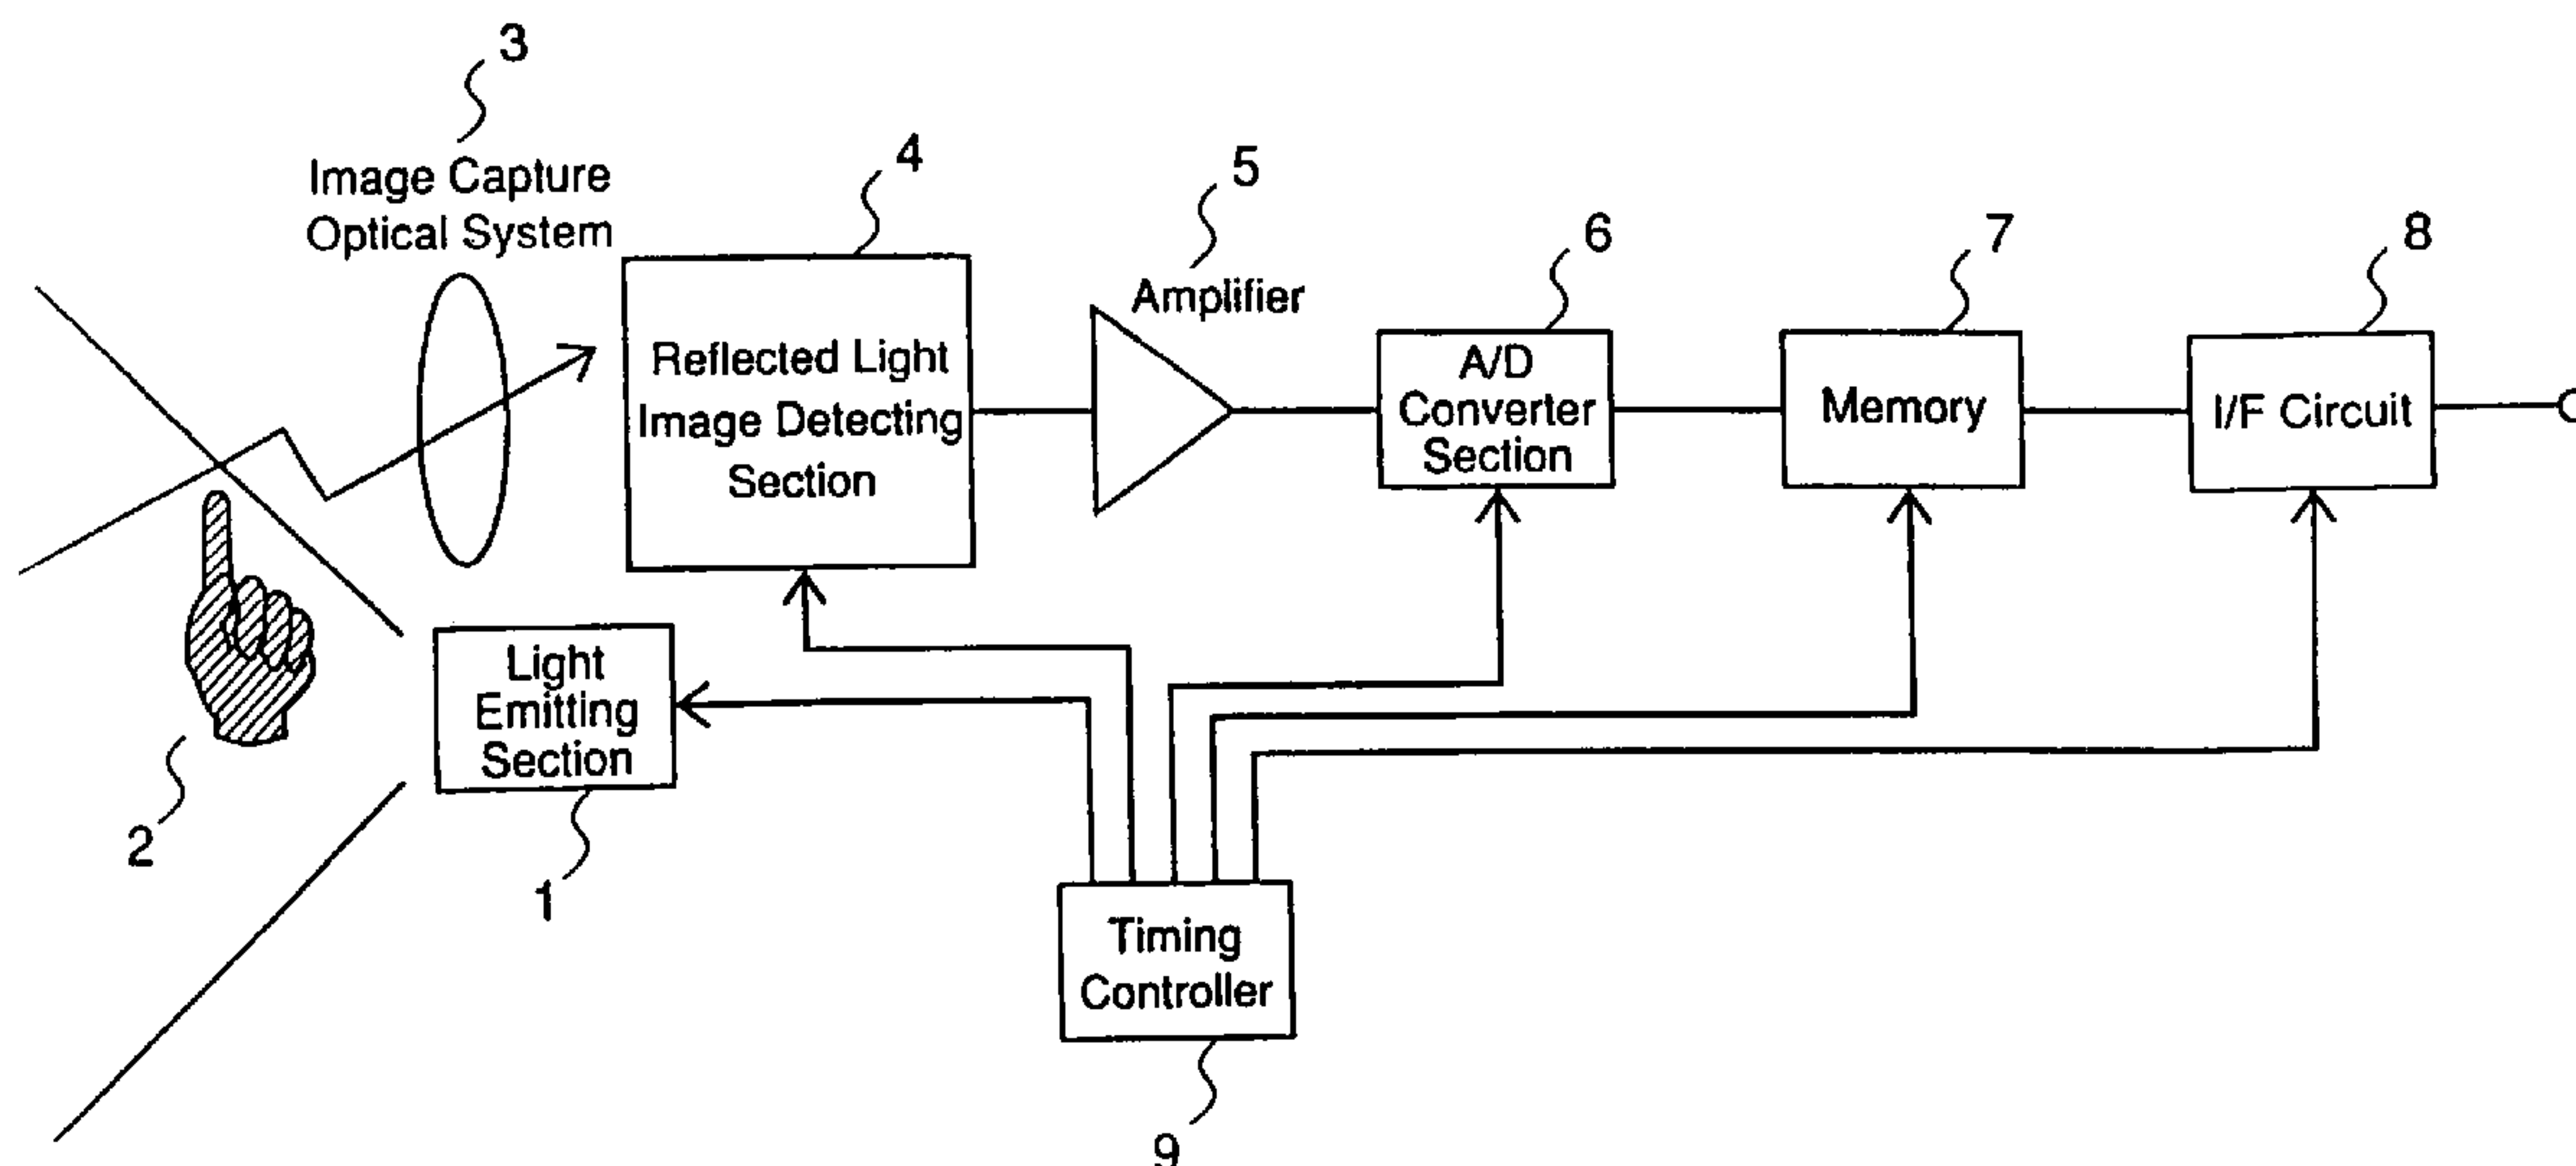 3
Image Capture
Optical System
4
5
Amplifier
6
7
8
Reflected Light
Image Detecting
Section
A/D
Converter
Section
Memory
I/F Circuit
Light
Emitting
Section
2
1
Timing
Controller
9